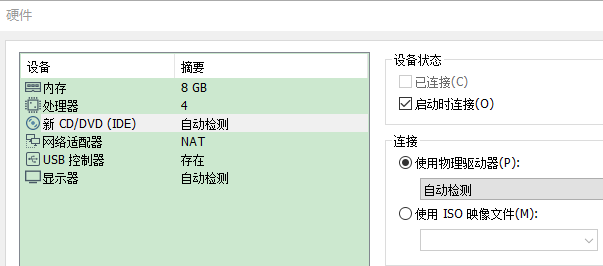 硬件
设备 摘要
内存 8 GB
处理器 4
新 CD/DVD (IDE) 自动检测
网络适配器 NAT
USB 控制器 存在
显示器 自动检测
设备状态
已连接(C)
启动时连接(O)
连接
使用物理驱动器(P):
自动检测
使用 ISO 映像文件(M):